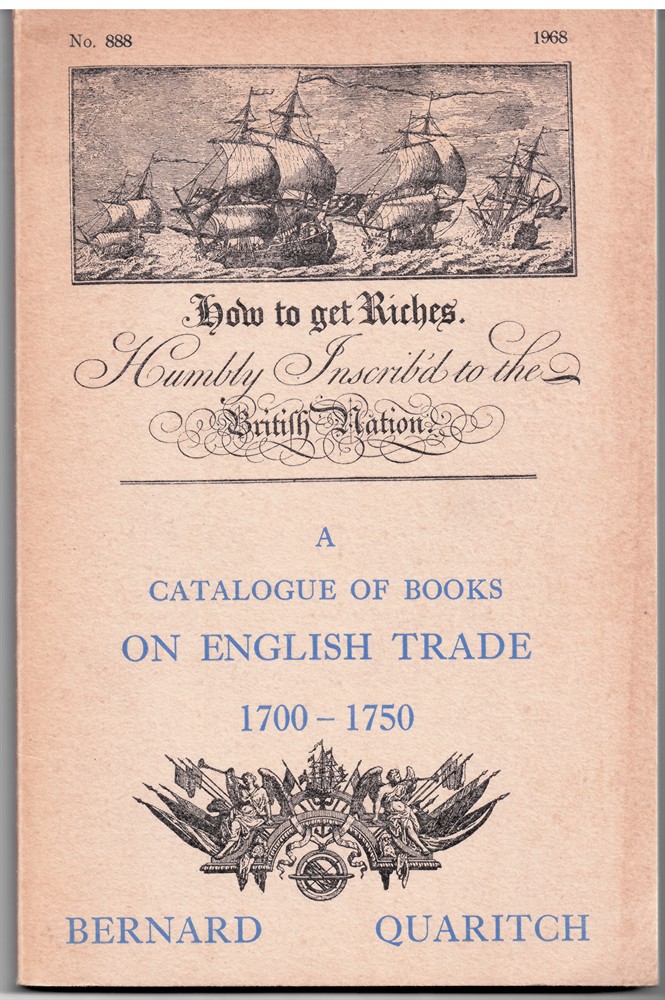 No. 888 1968
How to get Riches.
Humbly Inscrib'd to the
British Nation.
A
CATALOGUE OF BOOKS
ON ENGLISH TRADE
1700 – 1750
BERNARD QUARITCH